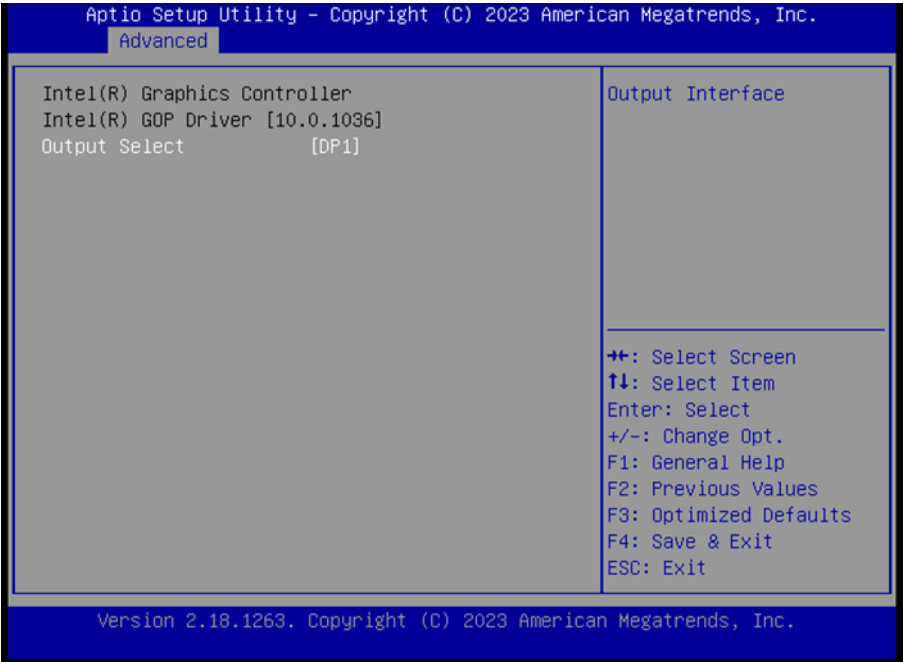 Aptio Setup Utility – Copyright (C) 2023 American Megatrends, Inc.
Advanced
Intel(R) Graphics Controller
Intel(R) GOP Driver [10.0.1036]
Output Select [DP1]
Output Interface
→←: Select Screen
↑↓: Select Item
Enter: Select
+/-: Change Opt.
F1: General Help
F2: Previous Values
F3: Optimized Defaults
F4: Save & Exit
ESC: Exit
Version 2.18.1263. Copyright (C) 2023 American Megatrends, Inc.